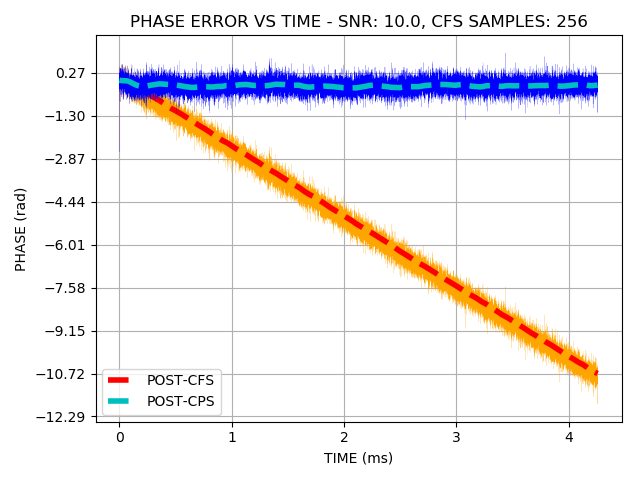 PHASE ERROR VS TIME - SNR: 10.0, CFS SAMPLES: 256
0.27
−1.30
−2.87
−4.44
−6.01
−7.58
−9.15
−10.72
−12.29
PHASE (rad)
POST-CFS
POST-CPS
0 1 2 3 4
TIME (ms)